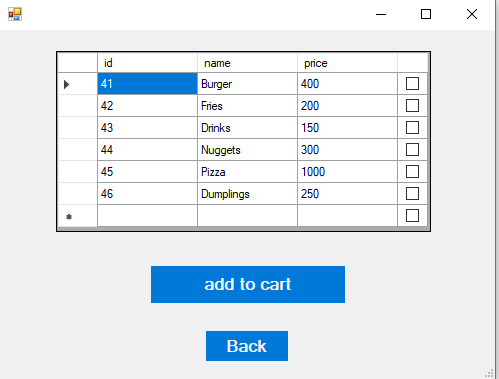 id name price
41 Burger 400
42 Fries 200
43 Drinks 150
44 Nuggets 300
45 Pizza 1000
46 Dumplings 250
add to cart
Back